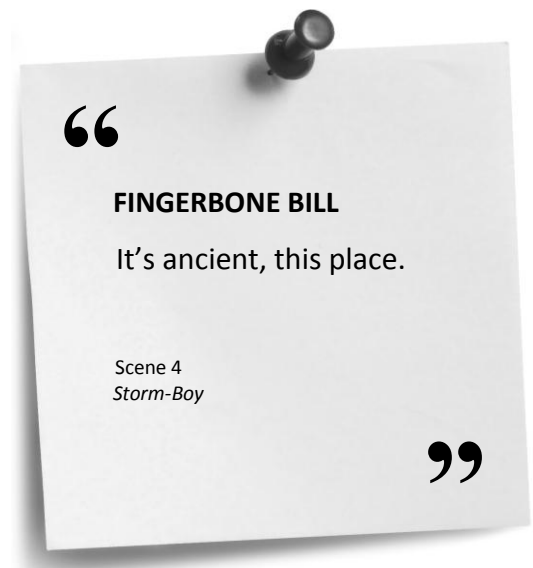 “
FINGERBONE BILL
It’s ancient, this place.
Scene 4
Storm-Boy
”